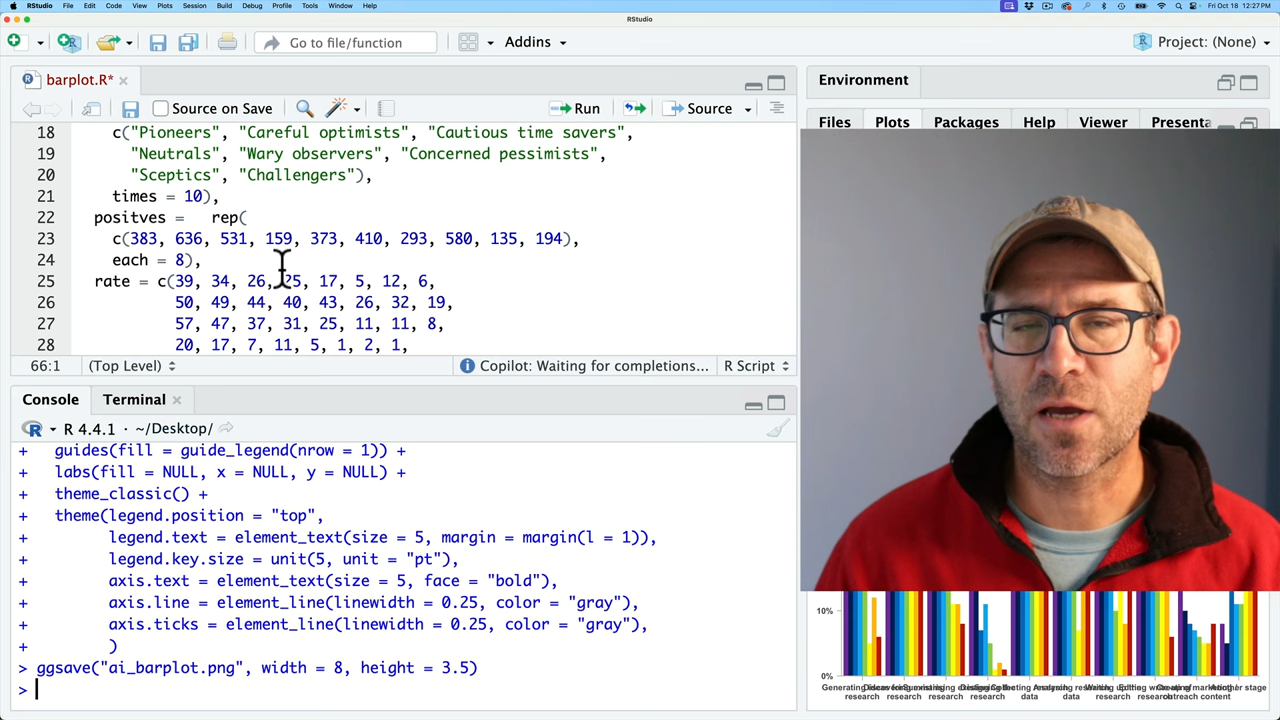 RStudio File Edit Code View Plots Session Build Debug Profile Tools Window Help Fri Oct 18 12:27PM
RStudio
Go to file/function Addins Project: (None)
barplot.R*
Source on Save Run Source
18 c("Pioneers", "Careful optimists", "Cautious time savers",
19 "Neutrals", "Wary observers", "Concerned pessimists",
20 "Sceptics", "Challengers"),
21 times = 10),
22 positves = rep(
23 c(383, 636, 531, 159, 373, 410, 293, 580, 135, 194),
24 each = 8),
25 rate = c(39, 34, 26, 25, 17, 5, 12, 6,
26 50, 49, 44, 40, 43, 26, 32, 19,
27 57, 47, 37, 31, 25, 11, 11, 8,
28 20, 17, 7, 11, 5, 1, 2, 1,
66:1 (Top Level) Copilot: Waiting for completions... R Script
Console Terminal
R 4.4.1 · ~/Desktop/
+ guides(fill = guide_legend(nrow = 1)) +
+ labs(fill = NULL, x = NULL, y = NULL) +
+ theme_classic() +
+ theme(legend.position = "top",
+ legend.text = element_text(size = 5, margin = margin(l = 1)),
+ legend.key.size = unit(5, unit = "pt"),
+ axis.text = element_text(size = 5, face = "bold"),
+ axis.line = element_line(linewidth = 0.25, color = "gray"),
+ axis.ticks = element_line(linewidth = 0.25, color = "gray"),
+ )
> ggsave("ai_barplot.png", width = 8, height = 3.5)
>
Environment
Files Plots Packages Help Viewer Presenta
10%
0%
research research research data data research research outreach content